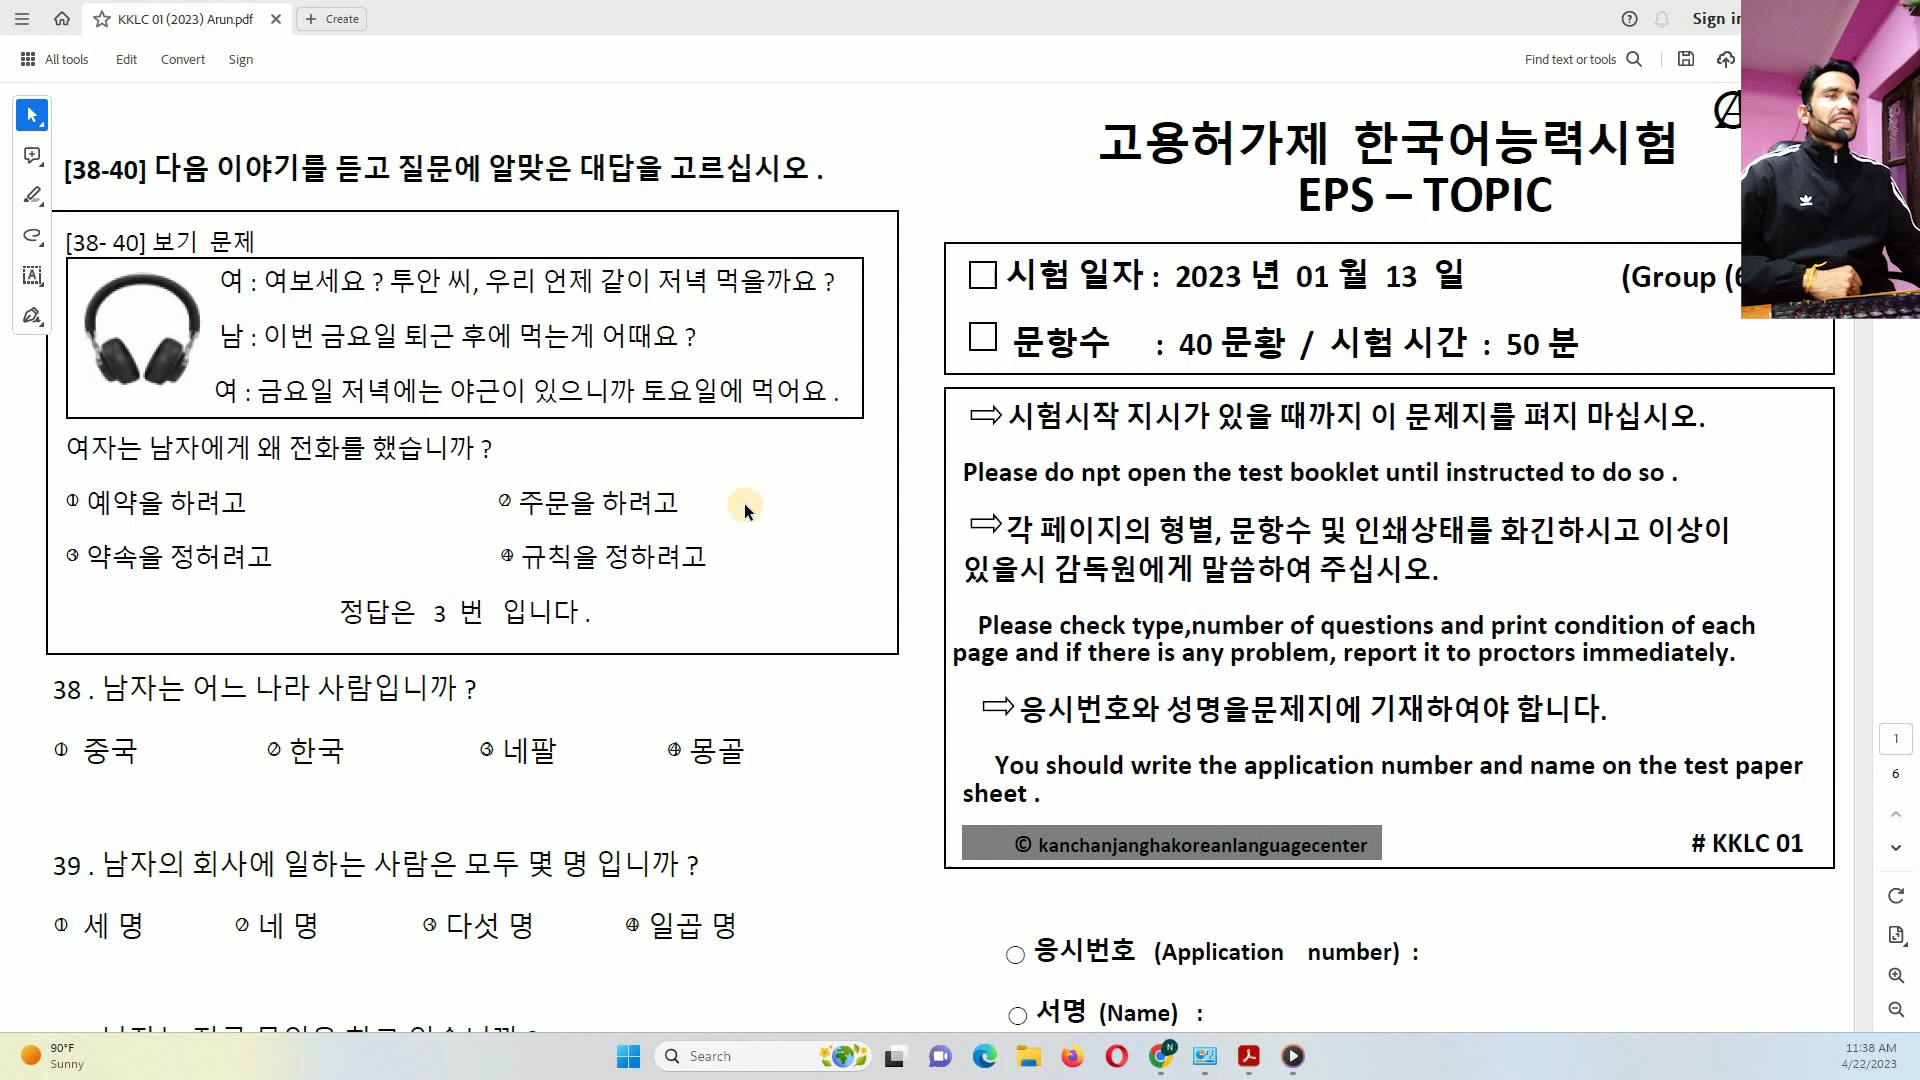 KKLC 01 (2023) Arun.pdf
Create
Sign in
All tools
Edit
Convert
Sign
Find text or tools
[38-40] 다음 이야기를 듣고 질문에 알맞은 대답을 고르십시오 .
[38- 40] 보기 문제
여 : 여보세요 ? 투안 씨, 우리 언제 같이 저녁 먹을까요 ?
남 : 이번 금요일 퇴근 후에 먹는게 어때요 ?
여 : 금요일 저녁에는 야근이 있으니까 토요일에 먹어요 .
여자는 남자에게 왜 전화를 했습니까 ?
① 예약을 하려고
② 주문을 하려고
③ 약속을 정허려고
④ 규칙을 정하려고
정답은 3 번 입니다 .
38 . 남자는 어느 나라 사람입니까 ?
① 중국
② 한국
③ 네팔
④ 몽골
39 . 남자의 회사에 일하는 사람은 모두 몇 명 입니까 ?
① 세 명
② 네 명
③ 다섯 명
④ 일곱 명
고용허가제 한국어능력시험
EPS – TOPIC
시험 일자 : 2023 년 01 월 13 일 (Group
문항수 : 40 문황 / 시험 시간 : 50 분
⇨ 시험시작 지시가 있을 때까지 이 문제지를 펴지 마십시오.
Please do npt open the test booklet until instructed to do so .
⇨ 각 페이지의 형별, 문항수 및 인쇄상태를 화긴하시고 이상이
있을시 감독원에게 말씀하여 주십시오.
Please check type,number of questions and print condition of each
page and if there is any problem, report it to proctors immediately.
⇨ 응시번호와 성명을문제지에 기재하여야 합니다.
You should write the application number and name on the test paper
sheet .
© kanchanjanghakoreanlanguagecenter
# KKLC 01
응시번호 (Application number) :
서명 (Name) :
1
6
90°F
Sunny
Search
11:38 AM
4/22/2023